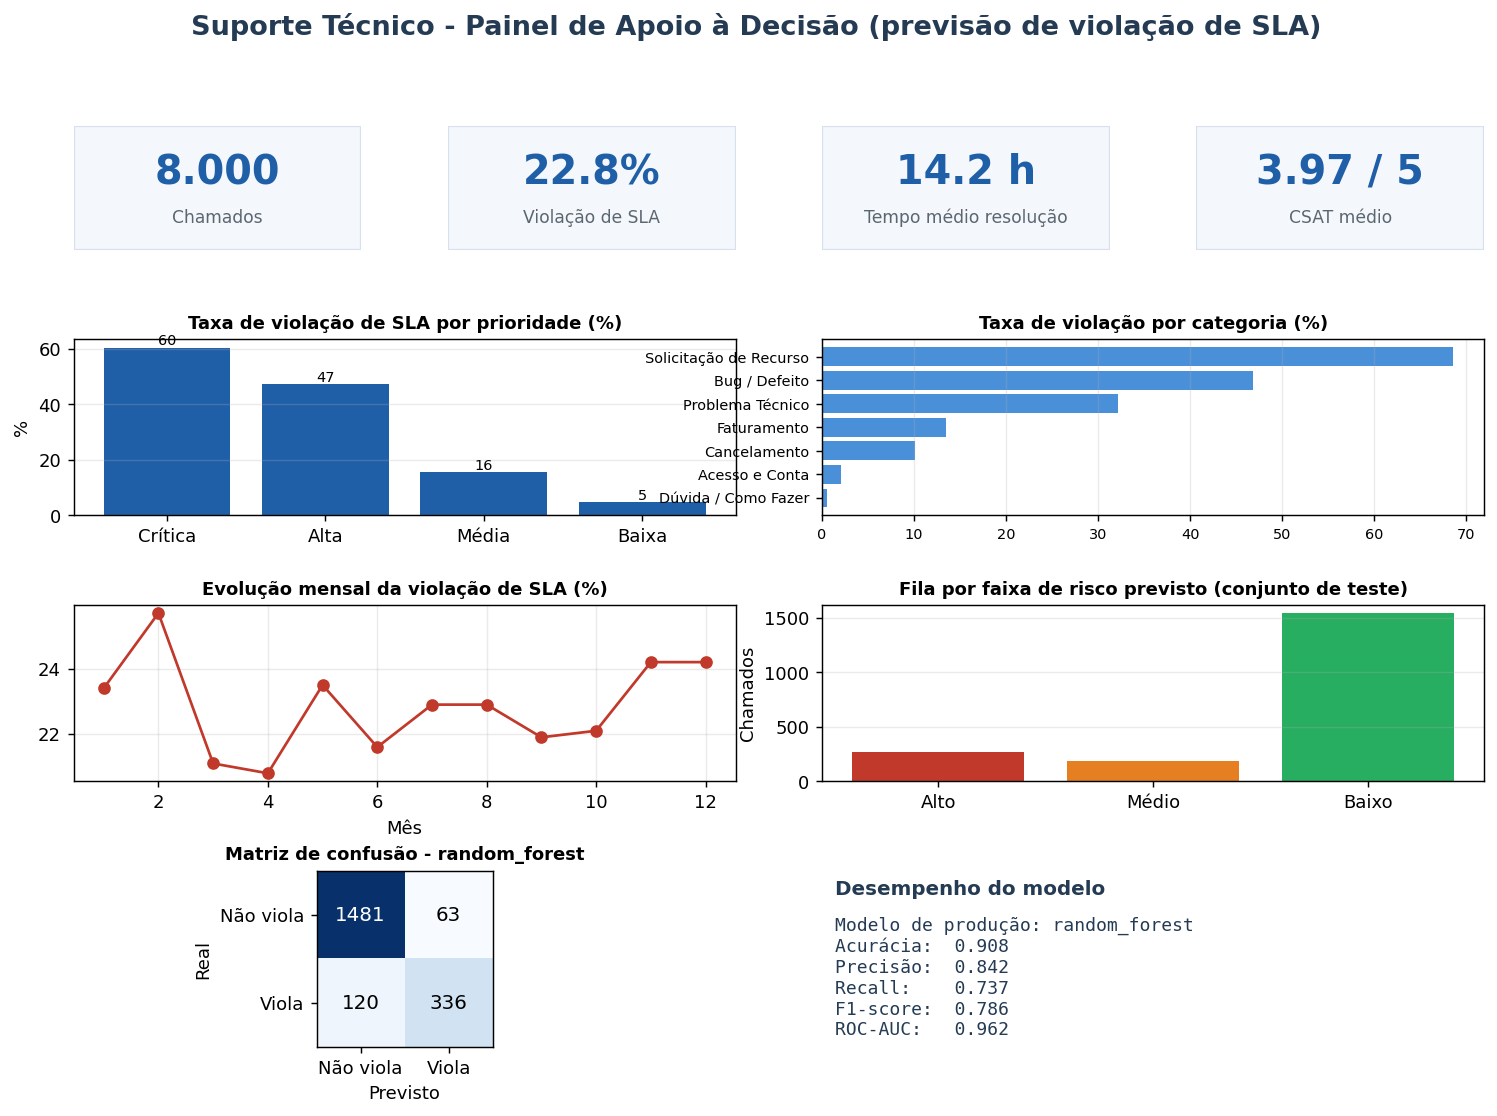 Suporte Técnico - Painel de Apoio à Decisão (previsão de violação de SLA)
8.000
Chamados
22.8%
Violação de SLA
14.2 h
Tempo médio resolução
3.97 / 5
CSAT médio
Taxa de violação de SLA por prioridade (%)
%
60
40
20
0
60
47
16
5
Crítica Alta Média Baixa
Taxa de violação por categoria (%)
Solicitação de Recurso
Bug / Defeito
Problema Técnico
Faturamento
Cancelamento
Acesso e Conta
Dúvida / Como Fazer
0 10 20 30 40 50 60 70
Evolução mensal da violação de SLA (%)
24
22
2 4 6 8 10 12
Mês
Fila por faixa de risco previsto (conjunto de teste)
Chamados
1500
1000
500
0
Alto Médio Baixo
Matriz de confusão - random_forest
Real
Não viola 1481 63
Viola 120 336
Não viola Viola
Previsto
Desempenho do modelo
Modelo de produção: random_forest
Acurácia: 0.908
Precisão: 0.842
Recall: 0.737
F1-score: 0.786
ROC-AUC: 0.962